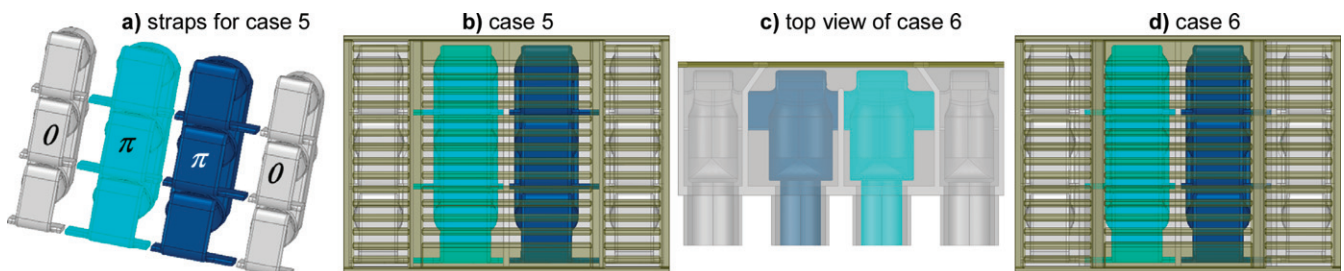 a) straps for case 5
b) case 5
c) top view of case 6
d) case 6
0
π
π
0